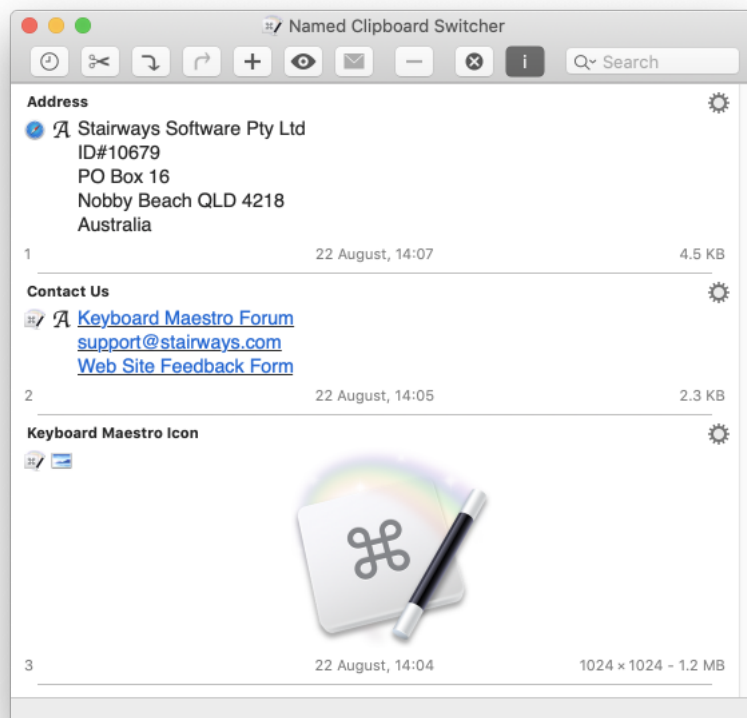 Named Clipboard Switcher
Search
Address
Stairways Software Pty Ltd
ID#10679
PO Box 16
Nobby Beach QLD 4218
Australia
1 22 August, 14:07 4.5 KB
Contact Us
Keyboard Maestro Forum
support@stairways.com
Web Site Feedback Form
2 22 August, 14:05 2.3 KB
Keyboard Maestro Icon
3 22 August, 14:04 1024 × 1024 – 1.2 MB